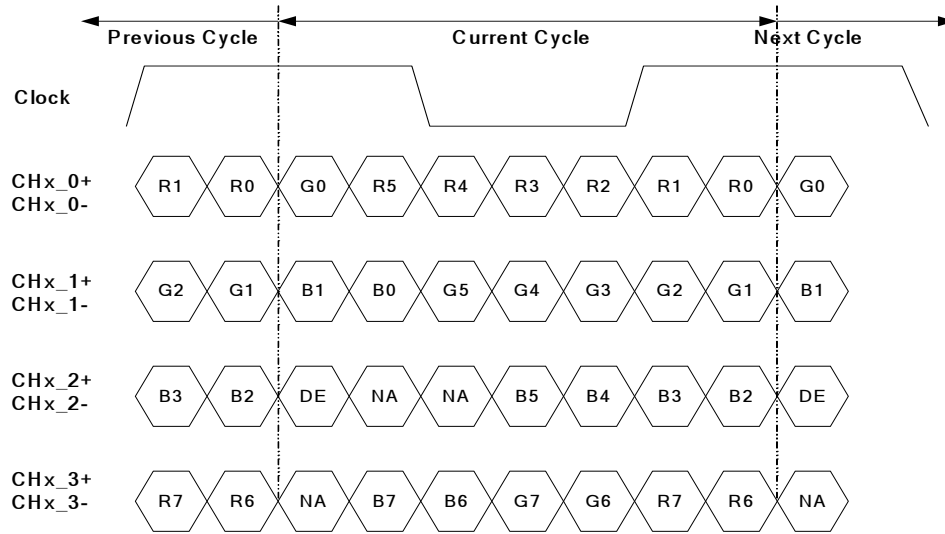 Previous Cycle Current Cycle Next Cycle
Clock
CHx_0+
CHx_0-
R1 R0 G0 R5 R4 R3 R2 R1 R0 G0
CHx_1+
CHx_1-
G2 G1 B1 B0 G5 G4 G3 G2 G1 B1
CHx_2+
CHx_2-
B3 B2 DE NA NA B5 B4 B3 B2 DE
CHx_3+
CHx_3-
R7 R6 NA B7 B6 G7 G6 R7 R6 NA